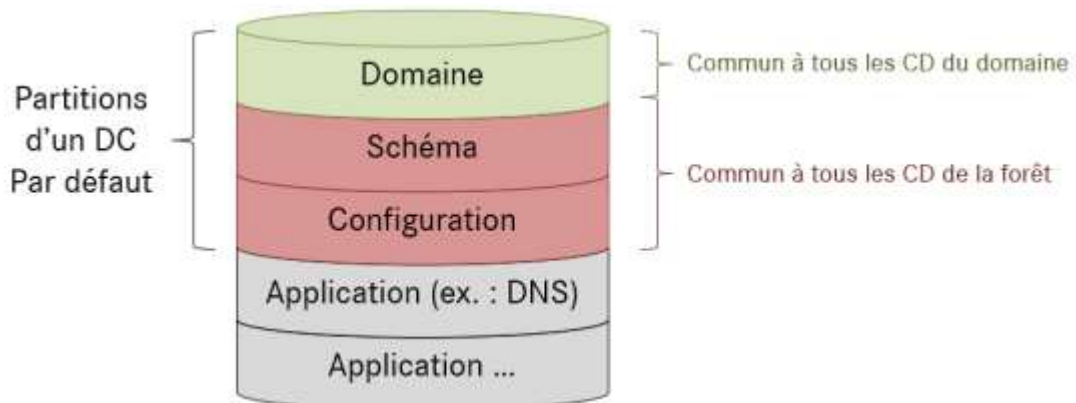 Partitions
d'un DC
Par défaut
Domaine
Schéma
Configuration
Application (ex. : DNS)
Application ...
Commun à tous les CD du domaine
Commun à tous les CD de la forêt